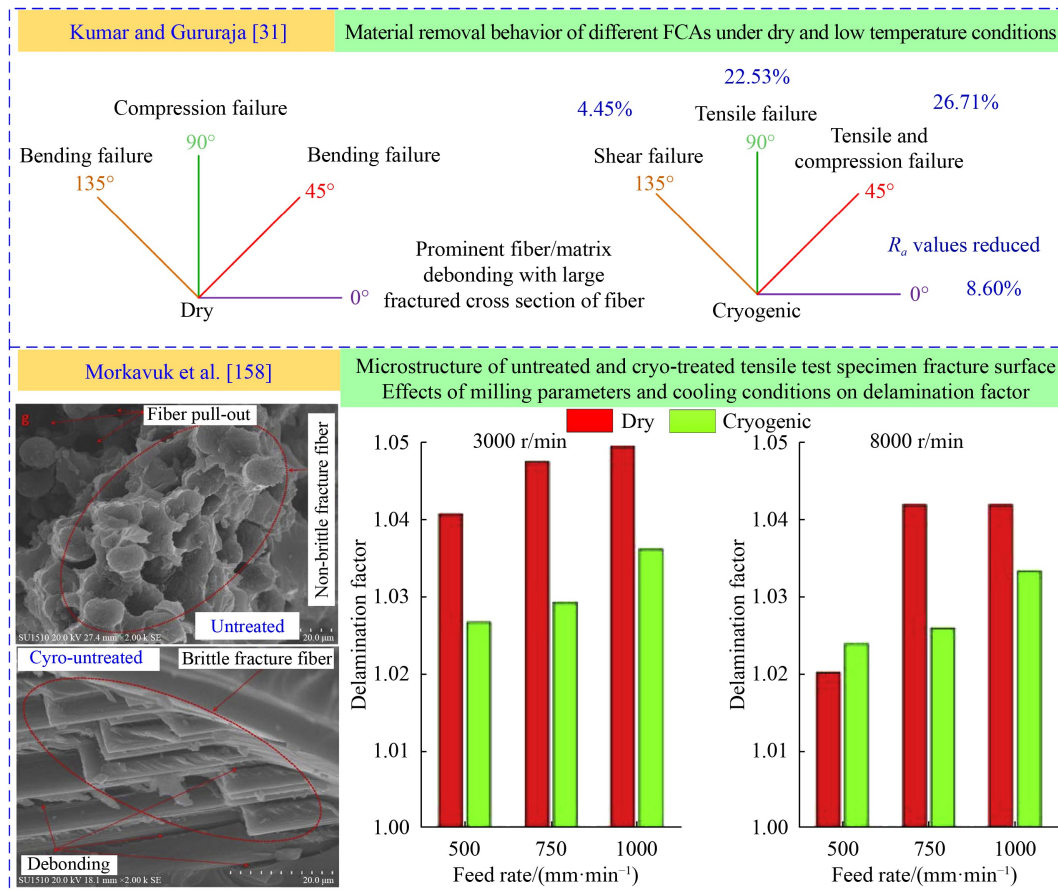 Kumar and Gururaja [31]
Material removal behavior of different FCAs under dry and low temperature conditions
Compression failure
90°
Bending failure
135°
Bending failure
45°
0°
Dry
Prominent fiber/matrix
debonding with large
fractured cross section of fiber
22.53%
4.45%
26.71%
Tensile failure
90°
Shear failure
135°
Tensile and
compression failure
45°
Ra values reduced
0°
8.60%
Cryogenic
Morkavuk et al. [158]
Microstructure of untreated and cryo-treated tensile test specimen fracture surface
Effects of milling parameters and cooling conditions on delamination factor
g
Fiber pull-out
Non-brittle fracture fiber
Untreated
SU1510 20.0 kV 27.4 mm ×2.00 k SE
20.0 μm
Cyro-untreated
Brittle fracture fiber
Debonding
SU1510 20.0 kV 18.1 mm ×2.00 k SE
20.0 μm
Dry
Cryogenic
3000 r/min
1.05
1.04
1.03
1.02
1.01
1.00
Delamination factor
500
750
1000
Feed rate/(mm·min⁻¹)
8000 r/min
1.05
1.04
1.03
1.02
1.01
1.00
Delamination factor
500
750
1000
Feed rate/(mm·min⁻¹)